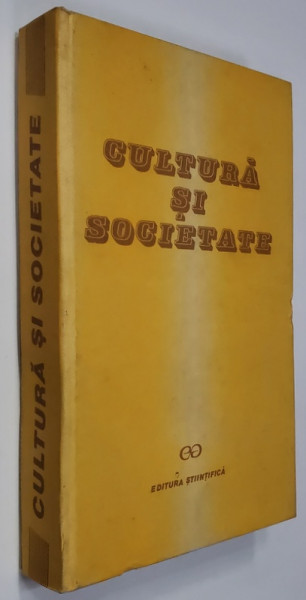 CULTURĂ
ȘI
SOCIETATE
EDITURA ȘTIINȚIFICĂ
CULTURĂ ȘI SOCIETATE